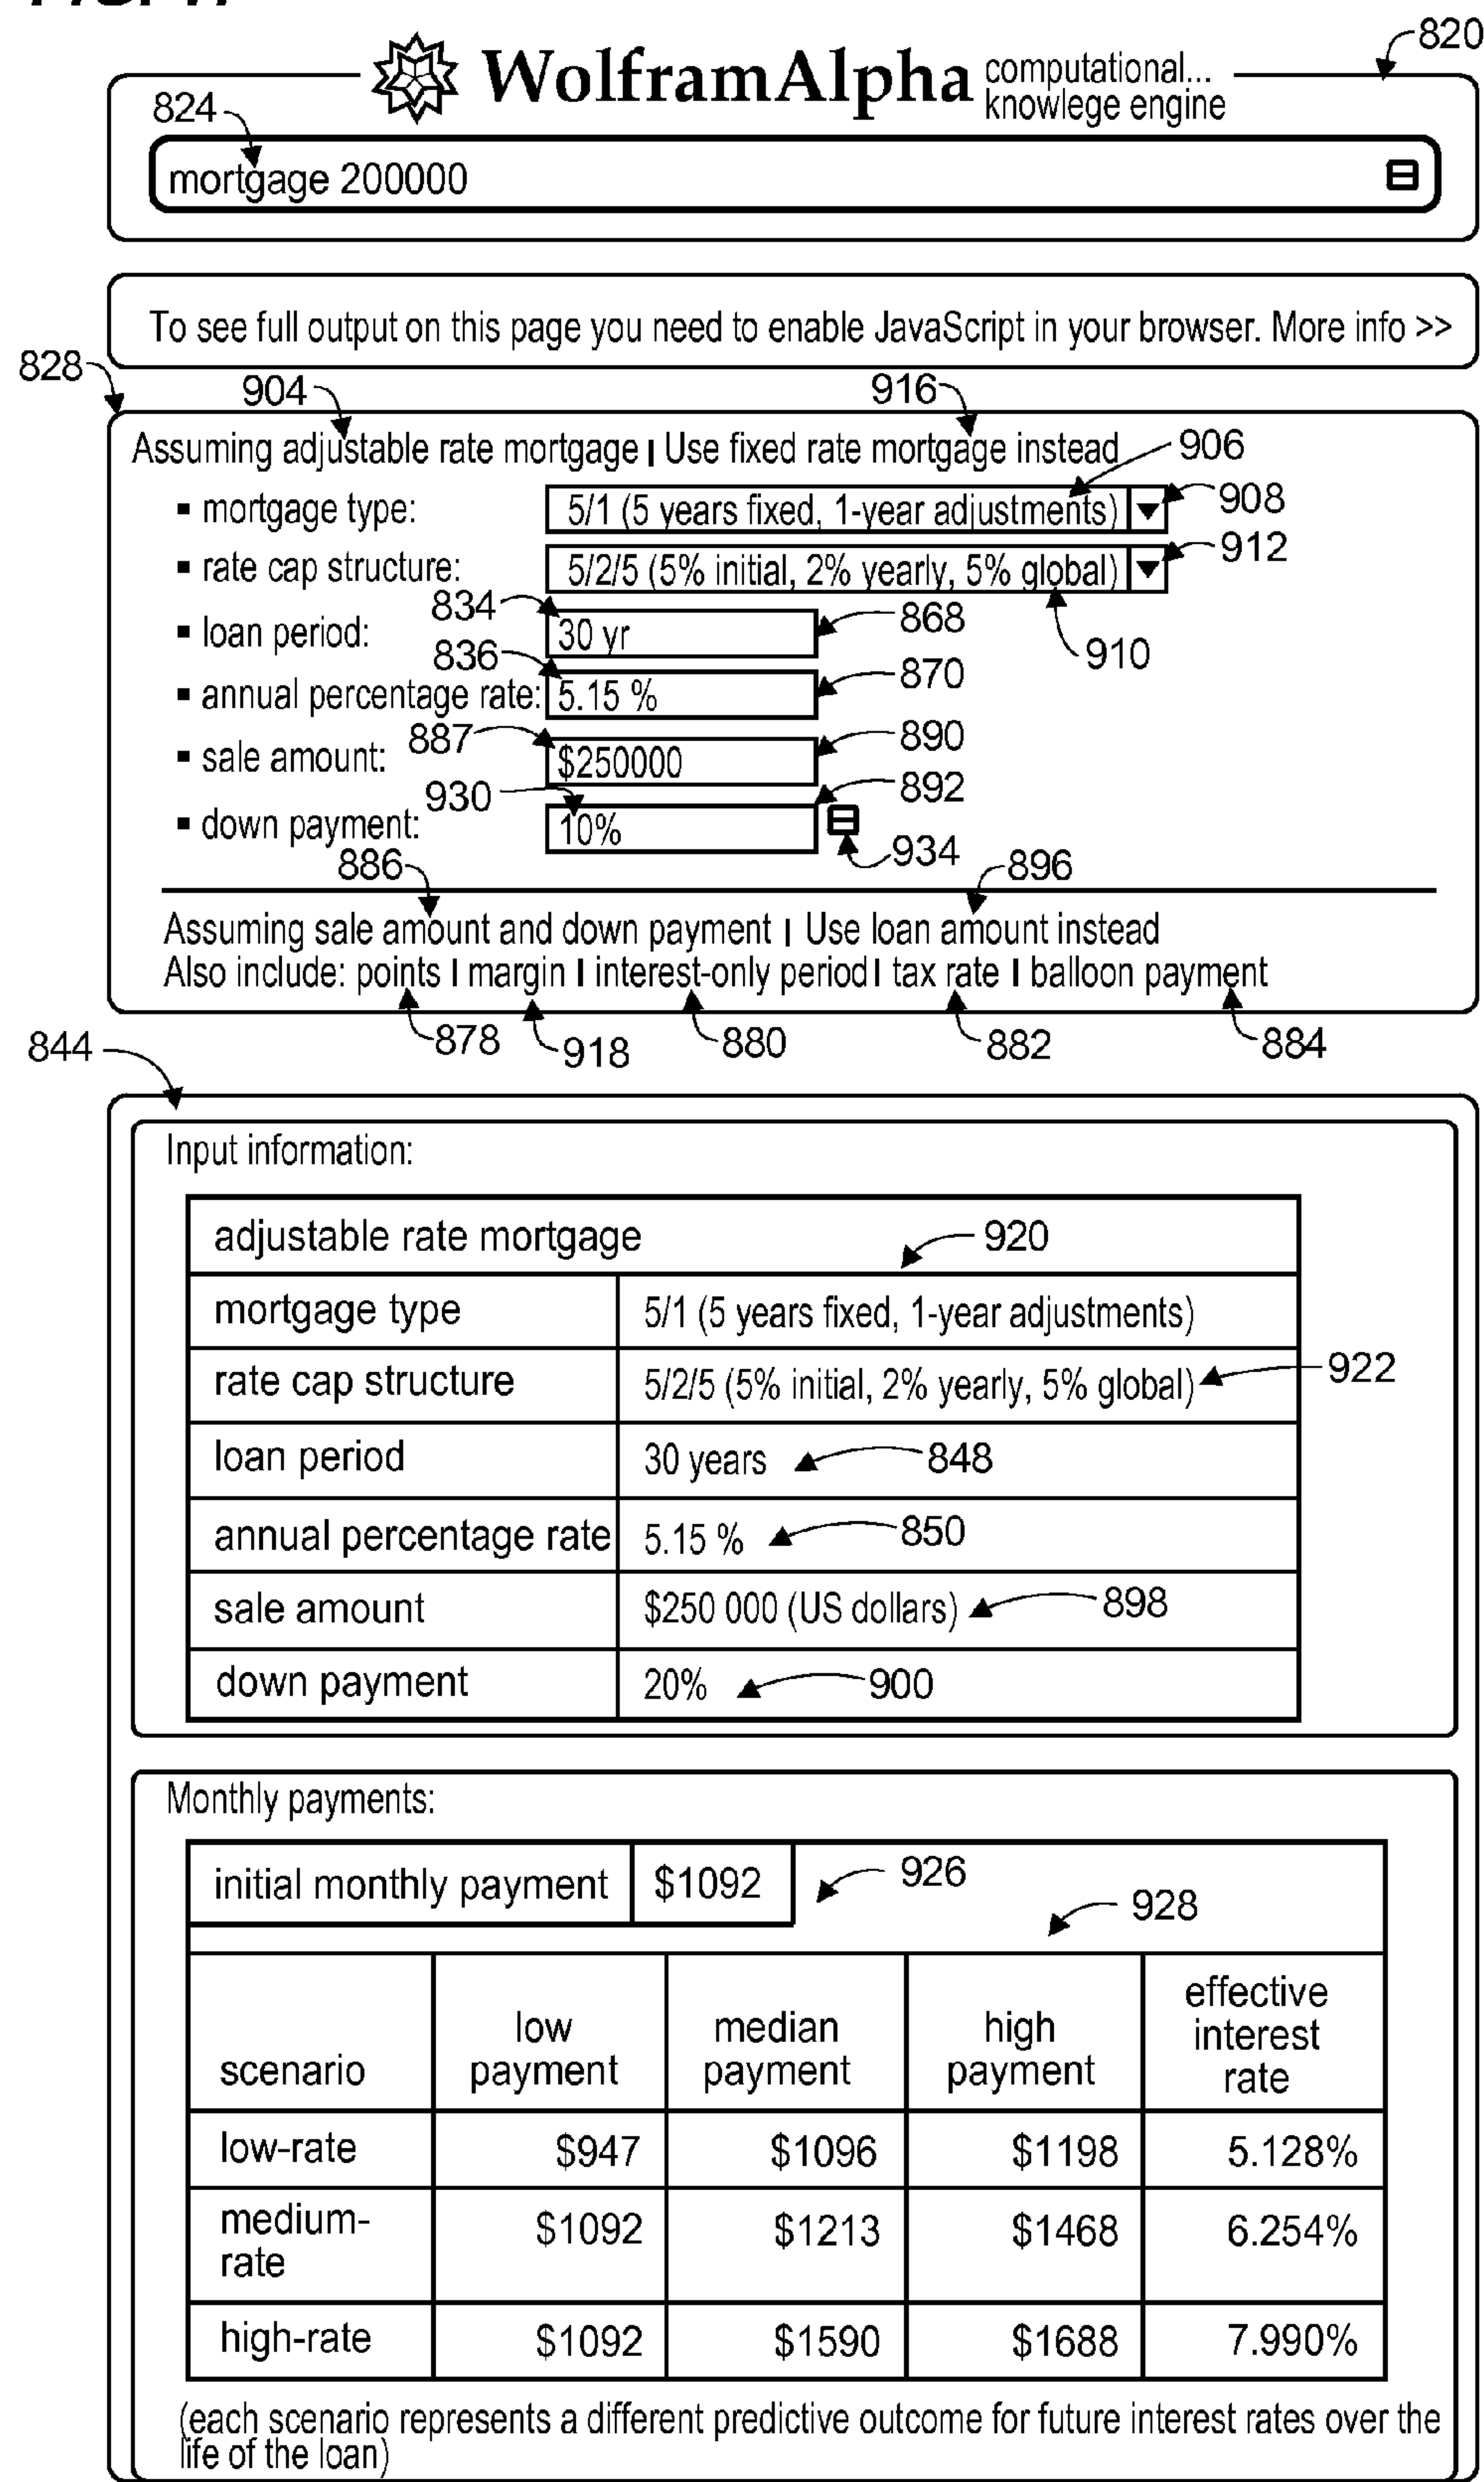 820
WolframAlpha computational...
knowlege engine
824
mortgage 200000
To see full output on this page you need to enable JavaScript in your browser. More info >>
828
904
916
Assuming adjustable rate mortgage | Use fixed rate mortgage instead
906
mortgage type: 5/1 (5 years fixed, 1-year adjustments)
908
rate cap structure: 5/2/5 (5% initial, 2% yearly, 5% global)
912
834
loan period: 30 yr
868
910
836
annual percentage rate: 5.15 %
870
887
sale amount: $250000
890
930
892
down payment: 10%
934
886
896
Assuming sale amount and down payment | Use loan amount instead
Also include: points | margin | interest-only period | tax rate | balloon payment
878
918
880
882
884
844
Input information:
adjustable rate mortgage
920
mortgage type 5/1 (5 years fixed, 1-year adjustments)
rate cap structure 5/2/5 (5% initial, 2% yearly, 5% global)
922
loan period 30 years
848
annual percentage rate 5.15 %
850
sale amount $250 000 (US dollars)
898
down payment 20%
900
Monthly payments:
initial monthly payment $1092
926
928
scenario low payment median payment high payment effective interest rate
low-rate $947 $1096 $1198 5.128%
medium-rate $1092 $1213 $1468 6.254%
high-rate $1092 $1590 $1688 7.990%
(each scenario represents a different predictive outcome for future interest rates over the
life of the loan)